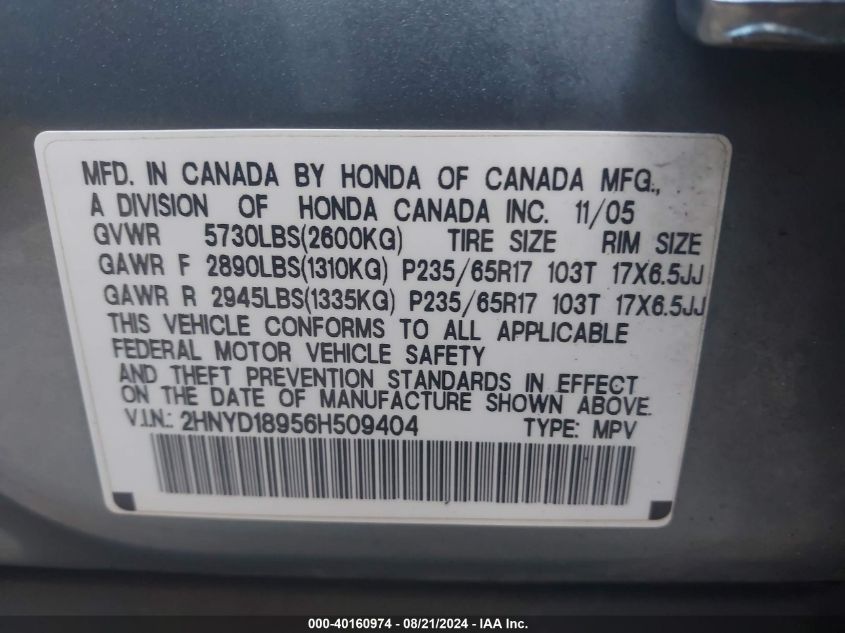 MFD. IN CANADA BY HONDA OF CANADA MFG.,
A DIVISION OF HONDA CANADA INC. 11/05
GVWR 5730LBS(2600KG) TIRE SIZE RIM SIZE
GAWR F 2890LBS(1310KG) P235/65R17 103T 17X6.5JJ
GAWR R 2945LBS(1335KG) P235/65R17 103T 17X6.5JJ
THIS VEHICLE CONFORMS TO ALL APPLICABLE
FEDERAL MOTOR VEHICLE SAFETY
AND THEFT PREVENTION STANDARDS IN EFFECT
ON THE DATE OF MANUFACTURE SHOWN ABOVE.
V.I.N.: 2HNYD18956H509404 TYPE: MPV
000-40160974 - 08/21/2024 - IAA Inc.